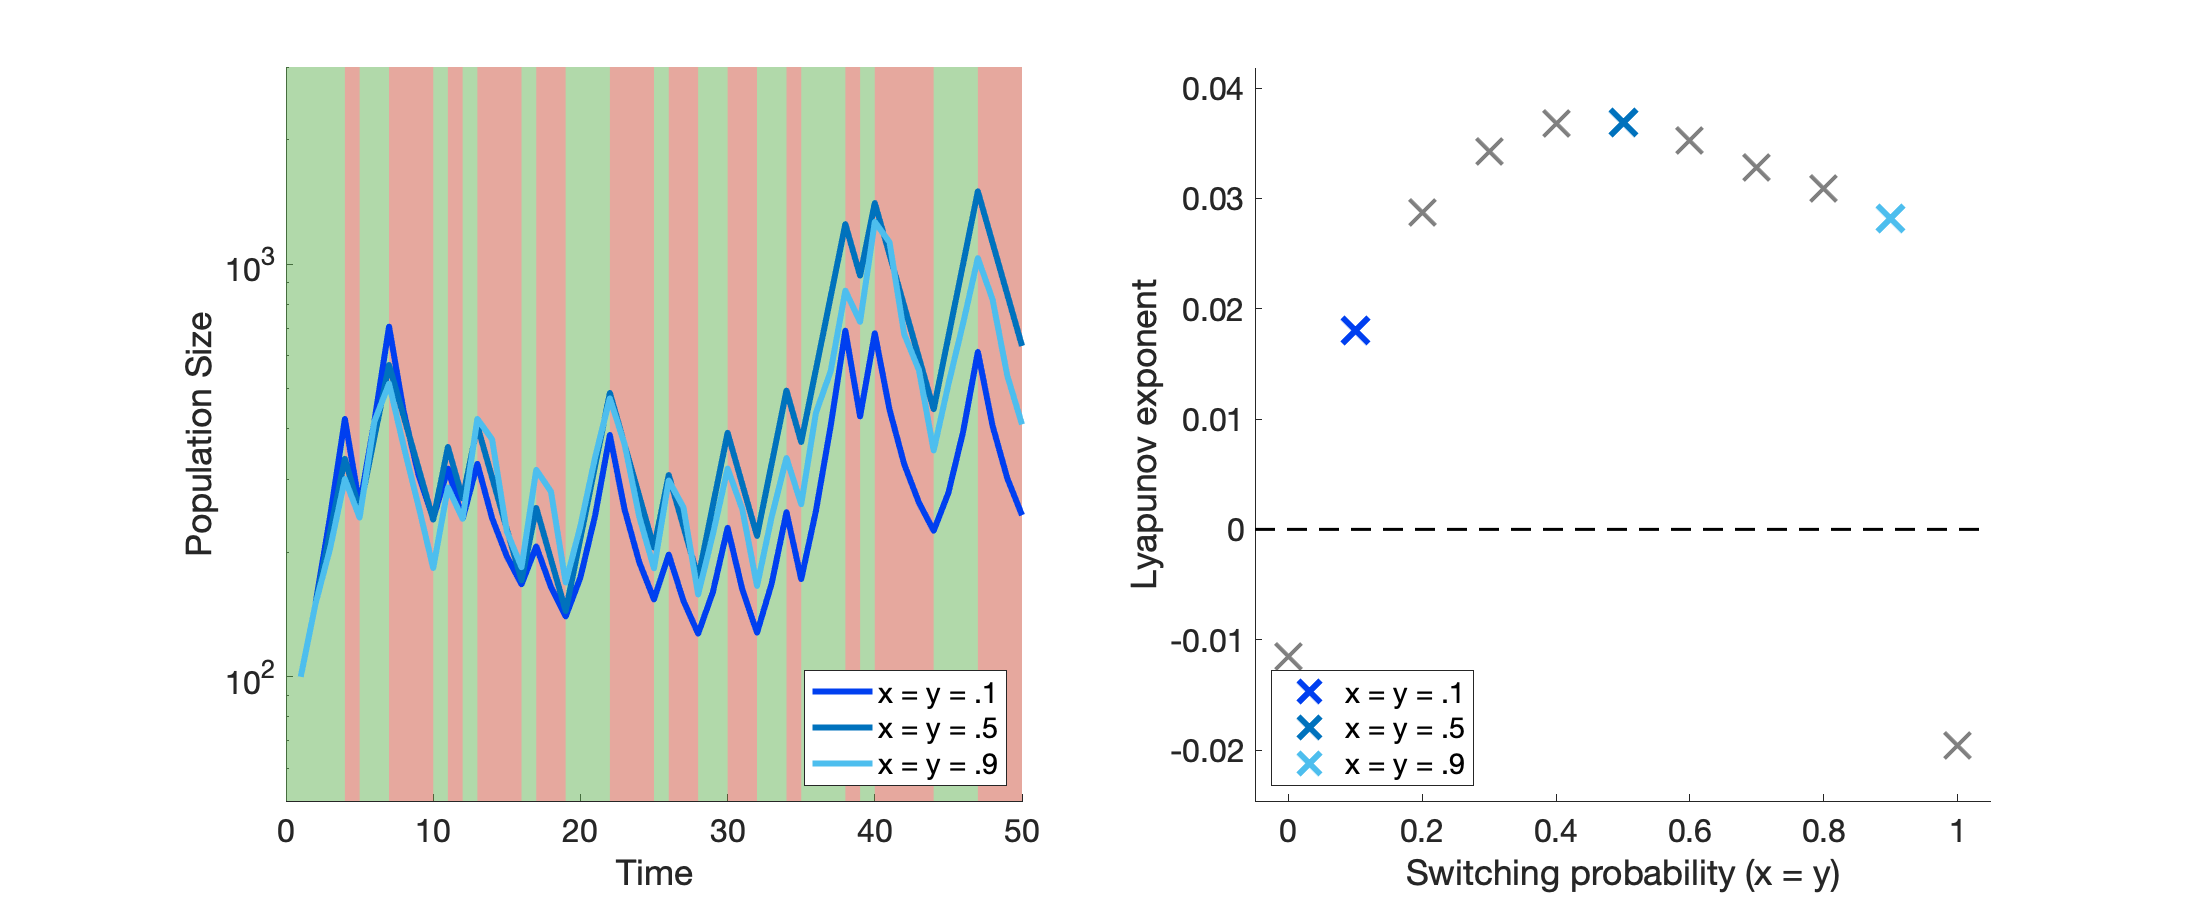 Population Size
10^3
10^2
0
10
20
30
40
50
Time
x = y = .1
x = y = .5
x = y = .9
Lyapunov exponent
0.04
0.03
0.02
0.01
0
-0.01
-0.02
x = y = .1
x = y = .5
x = y = .9
0
0.2
0.4
0.6
0.8
1
Switching probability (x = y)